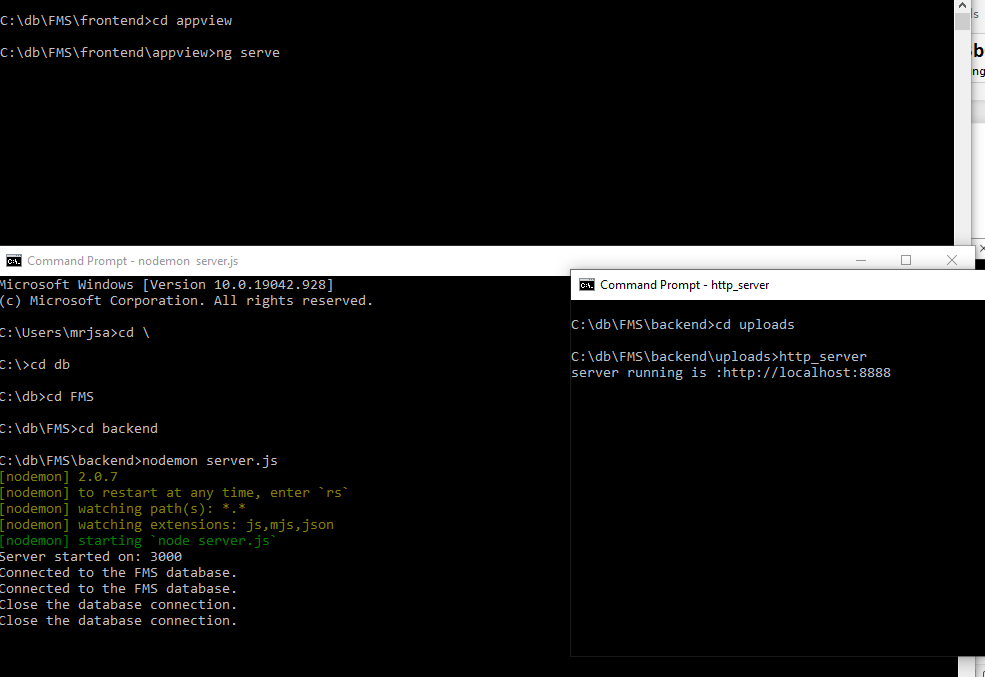 C:\db\FMS\frontend>cd appview
C:\db\FMS\frontend\appview>ng serve
Command Prompt - nodemon server.js
Microsoft Windows [Version 10.0.19042.928]
(c) Microsoft Corporation. All rights reserved.
C:\Users\mrjsa>cd \
C:\>cd db
C:\db>cd FMS
C:\db\FMS>cd backend
C:\db\FMS\backend>nodemon server.js
[nodemon] 2.0.7
[nodemon] to restart at any time, enter `rs`
[nodemon] watching path(s): *.*
[nodemon] watching extensions: js,mjs,json
[nodemon] starting `node server.js`
Server started on: 3000
Connected to the FMS database.
Connected to the FMS database.
Close the database connection.
Close the database connection.
Command Prompt - http_server
C:\db\FMS\backend>cd uploads
C:\db\FMS\backend\uploads>http_server
server running is :http://localhost:8888